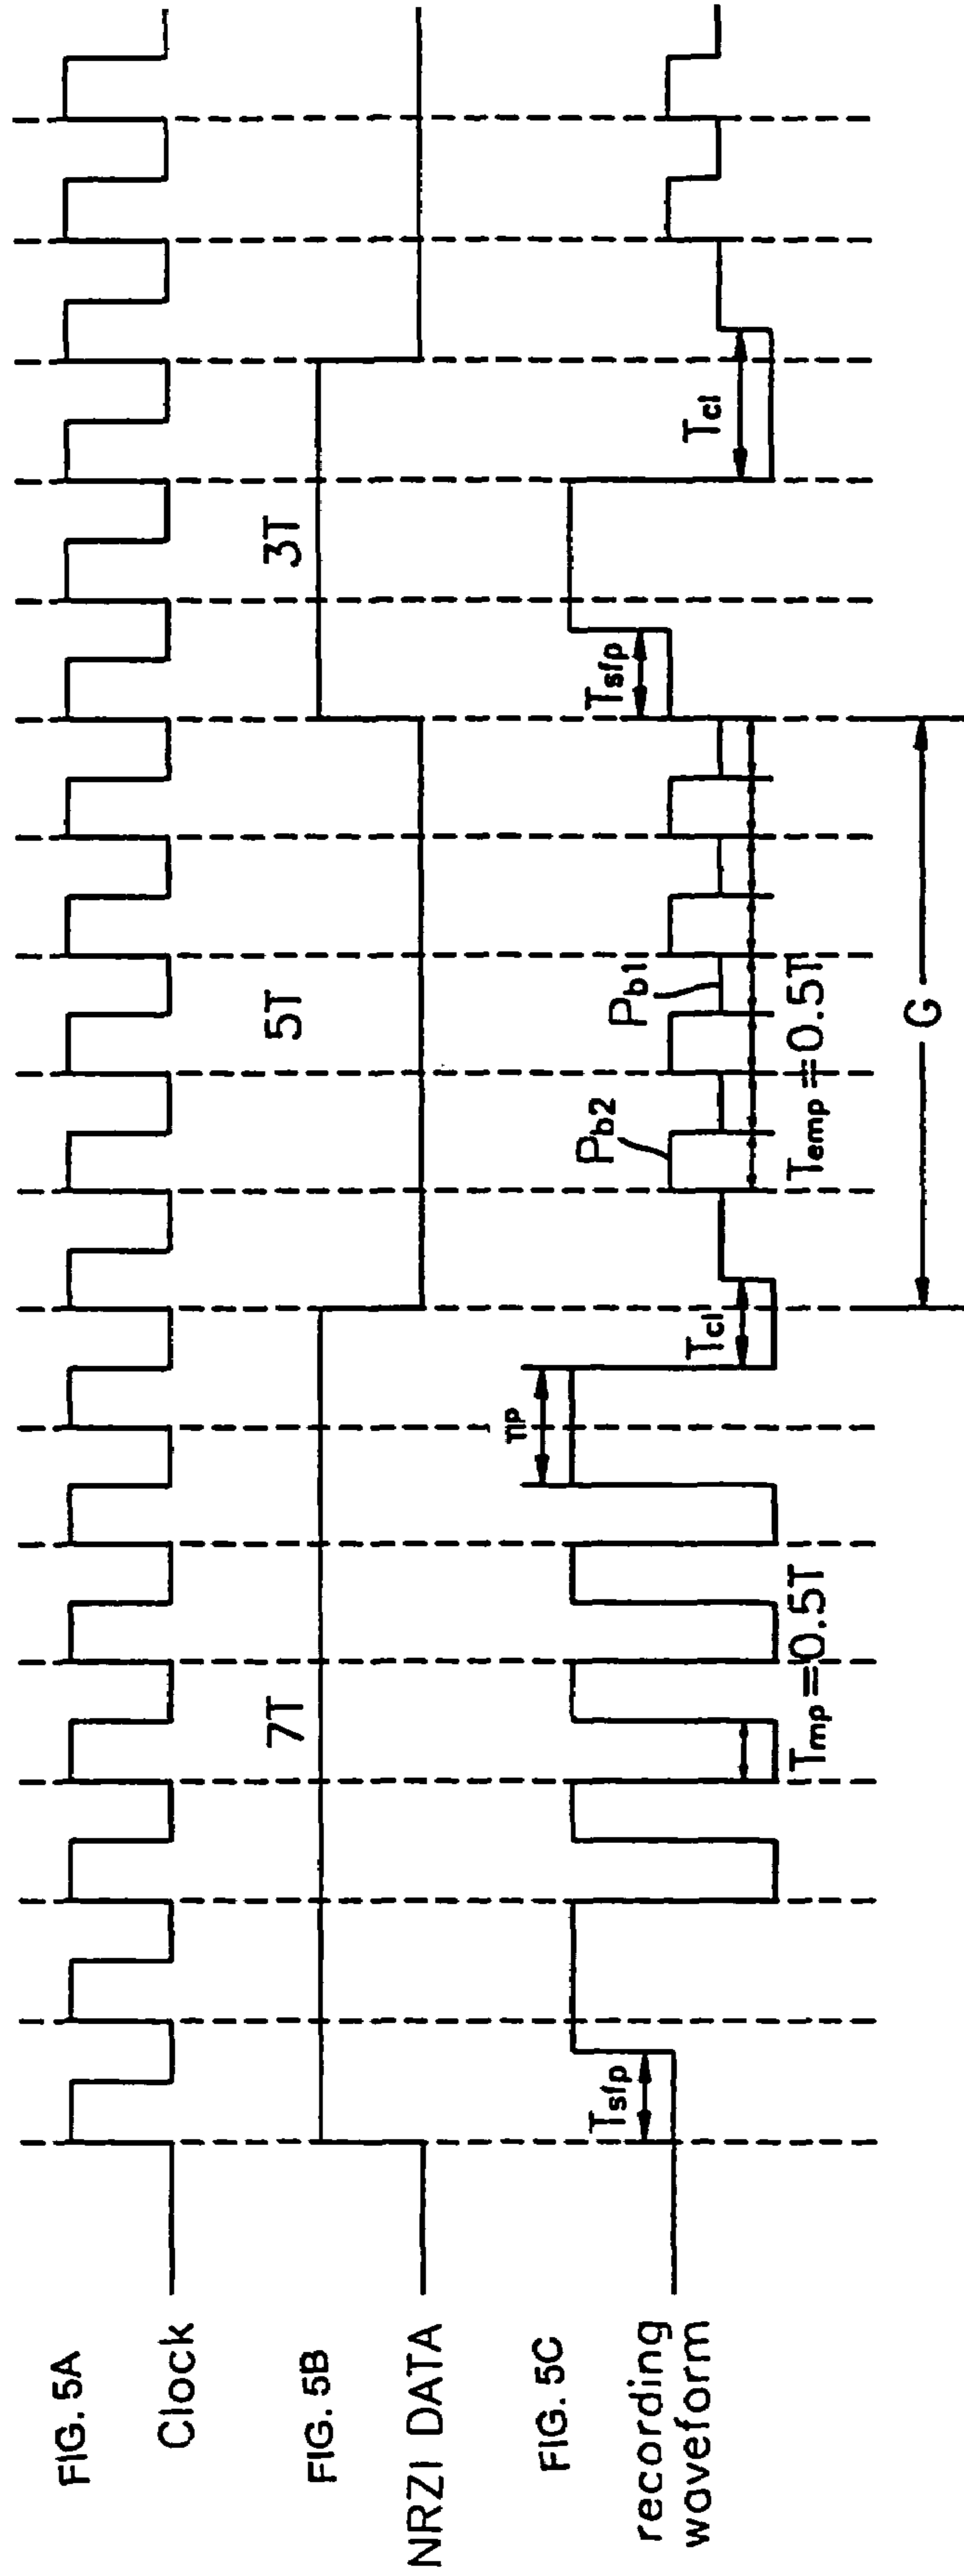 FIG. 5A
Clock
FIG. 5B
NRZI DATA
7T
5T
3T
FIG. 5C
recording
waveform
Tsfp
Tmp=0.5T
Tlp
Tcl
Pb2
Pb1
Temp=0.5T
Tsfp
Tcl
G